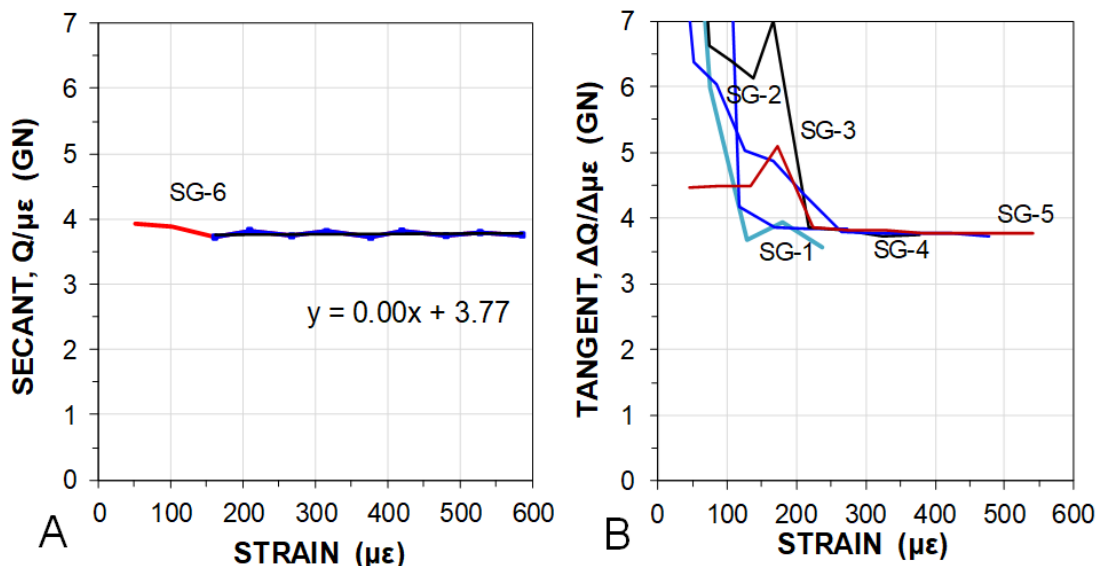 SECANT, Q/με (GN)
7
6
5
4
3
2
1
0
SG-6
y = 0.00x + 3.77
0 100 200 300 400 500 600
STRAIN (με)
A
TANGENT, ΔQ/Δµε (GN)
7
6
5
4
3
2
1
0
SG-2
SG-3
SG-5
SG-1
SG-4
0 100 200 300 400 500 600
STRAIN (µε)
B